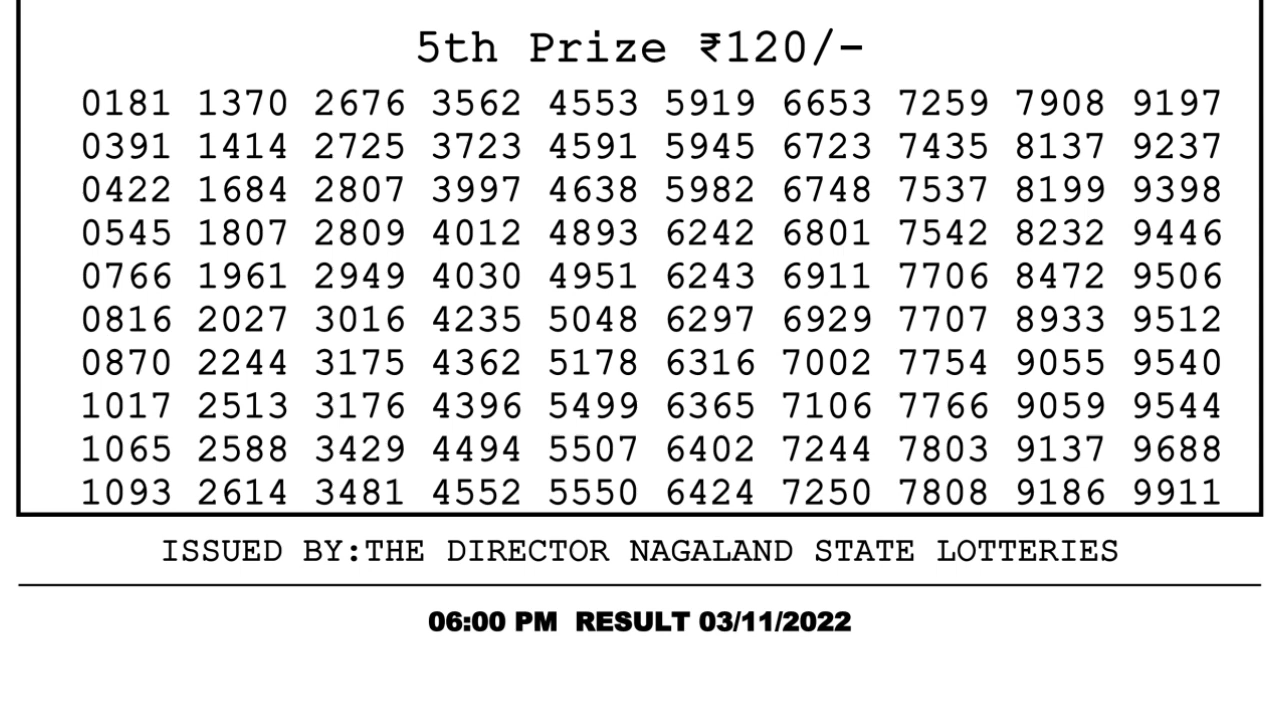 5th Prize ₹120/-
0181 1370 2676 3562 4553 5919 6653 7259 7908 9197
0391 1414 2725 3723 4591 5945 6723 7435 8137 9237
0422 1684 2807 3997 4638 5982 6748 7537 8199 9398
0545 1807 2809 4012 4893 6242 6801 7542 8232 9446
0766 1961 2949 4030 4951 6243 6911 7706 8472 9506
0816 2027 3016 4235 5048 6297 6929 7707 8933 9512
0870 2244 3175 4362 5178 6316 7002 7754 9055 9540
1017 2513 3176 4396 5499 6365 7106 7766 9059 9544
1065 2588 3429 4494 5507 6402 7244 7803 9137 9688
1093 2614 3481 4552 5550 6424 7250 7808 9186 9911
ISSUED BY:THE DIRECTOR NAGALAND STATE LOTTERIES
06:00 PM RESULT 03/11/2022